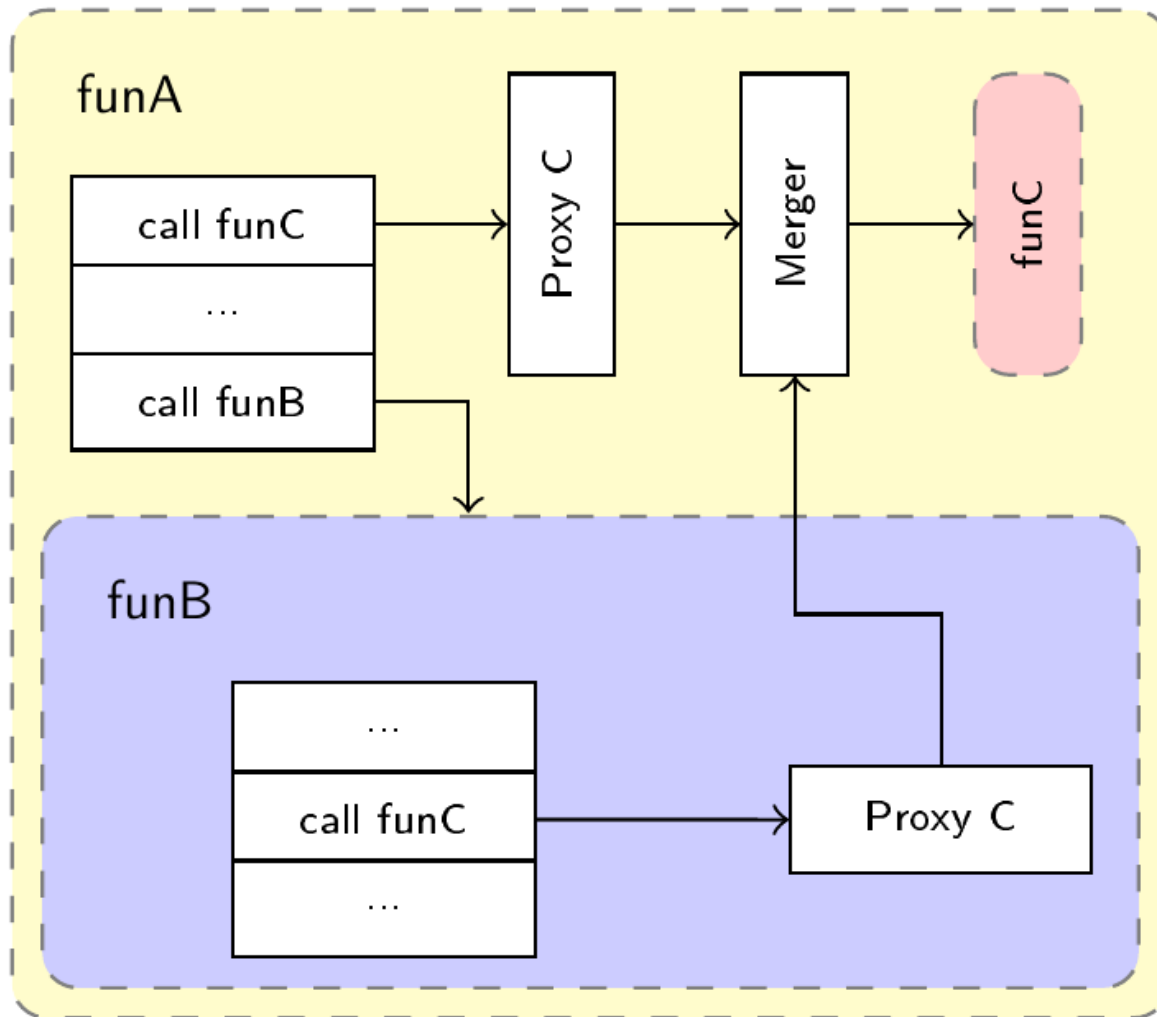 funA
call funC
...
call funB
Proxy C
Merger
funC
funB
...
call funC
...
Proxy C